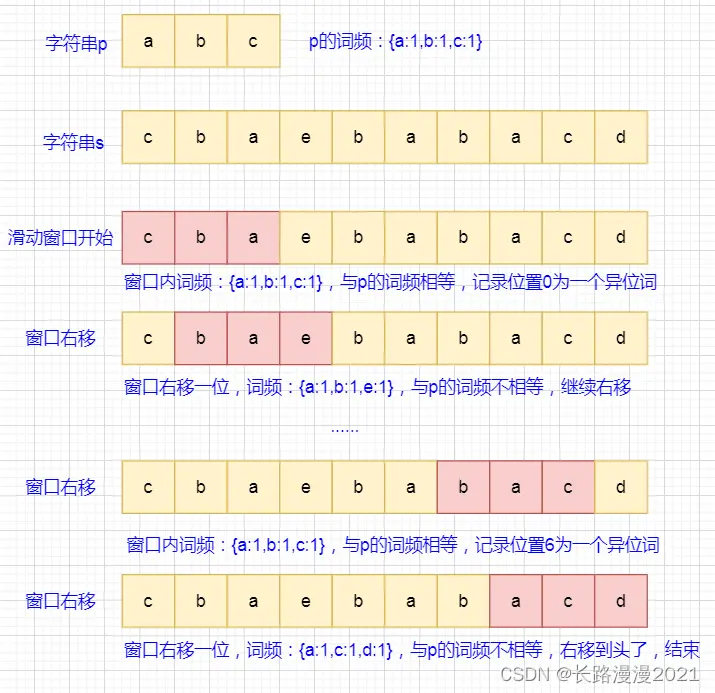 字符串p a b c p的词频：{a:1,b:1,c:1}
字符串s c b a e b a b a c d
滑动窗口开始 c b a e b a b a c d
窗口内词频：{a:1,b:1,c:1}，与p的词频相等，记录位置0为一个异位词
窗口右移 c b a e b a b a c d
窗口右移一位，词频：{a:1,b:1,e:1}，与p的词频不相等，继续右移
......
窗口右移 c b a e b a b a c d
窗口内词频：{a:1,b:1,c:1}，与p的词频相等，记录位置6为一个异位词
窗口右移 c b a e b a b a c d
窗口右移一位，词频：{a:1,c:1,d:1}，与p的词频不相等，右移到头了，结束
CSDN @长路漫漫2021